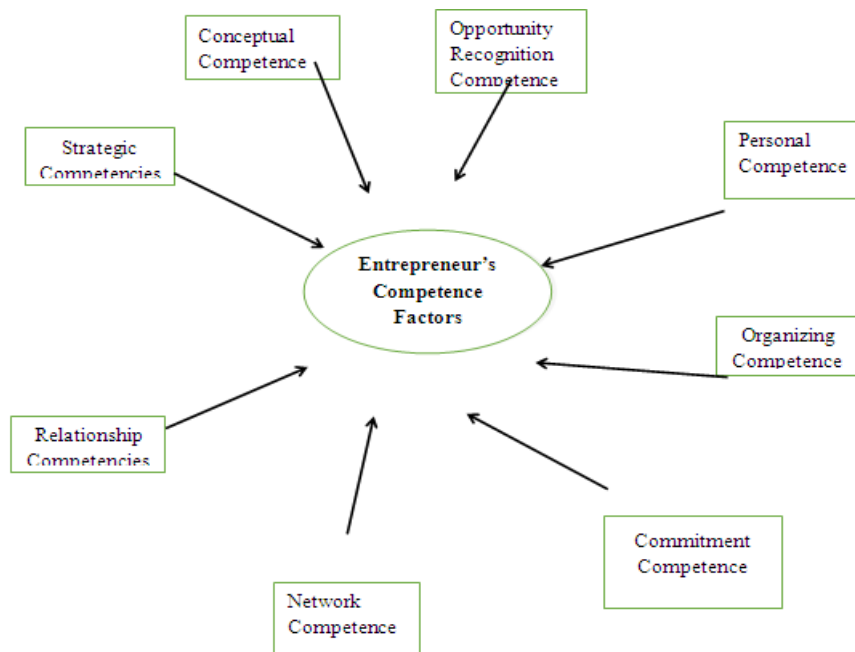 Conceptual
Competence
Opportunity
Recognition
Competence
Personal
Competence
Strategic
Competencies
Entrepreneur’s
Competence
Factors
Organizing
Competence
Relationship
Competencies
Commitment
Competence
Network
Competence